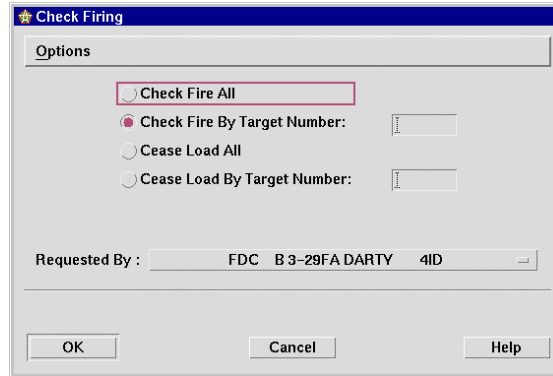 Check Firing
Options
Check Fire All
Check Fire By Target Number:
Cease Load All
Cease Load By Target Number:
Requested By : FDC B 3-29FA DARTY 4ID
OK Cancel Help